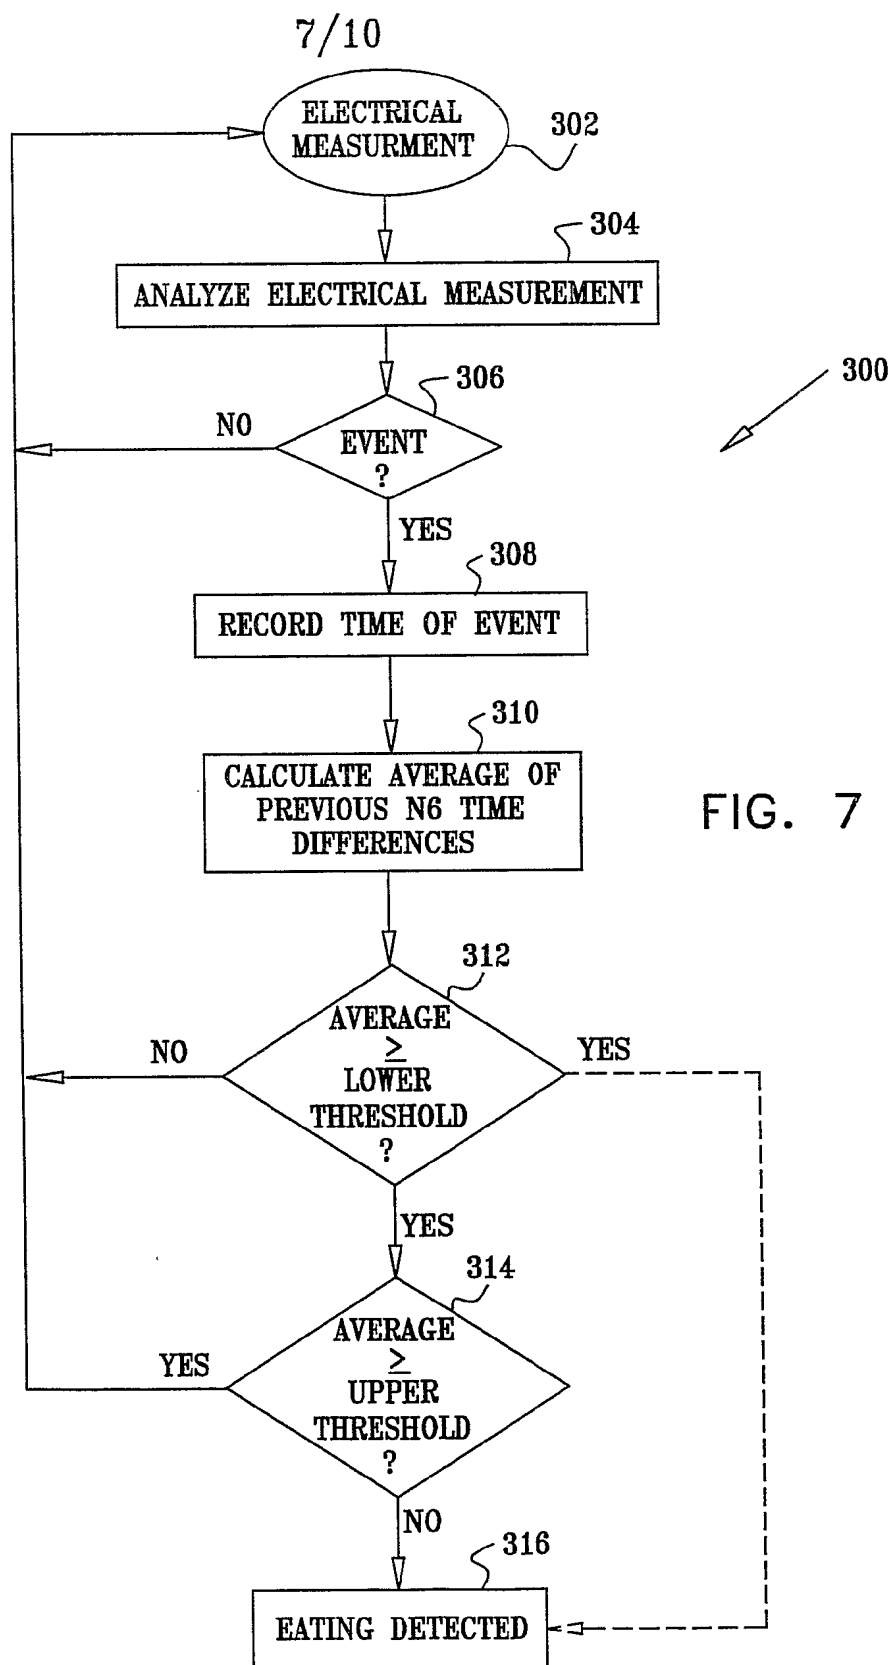 7/10
ELECTRICAL
MEASURMENT
302
304
ANALYZE ELECTRICAL MEASUREMENT
306
300
NO
EVENT
?
YES
308
RECORD TIME OF EVENT
310
CALCULATE AVERAGE OF
PREVIOUS N6 TIME
DIFFERENCES
FIG. 7
312
NO
AVERAGE
≥
LOWER
THRESHOLD
?
YES
YES
314
YES
AVERAGE
≥
UPPER
THRESHOLD
?
NO
316
EATING DETECTED